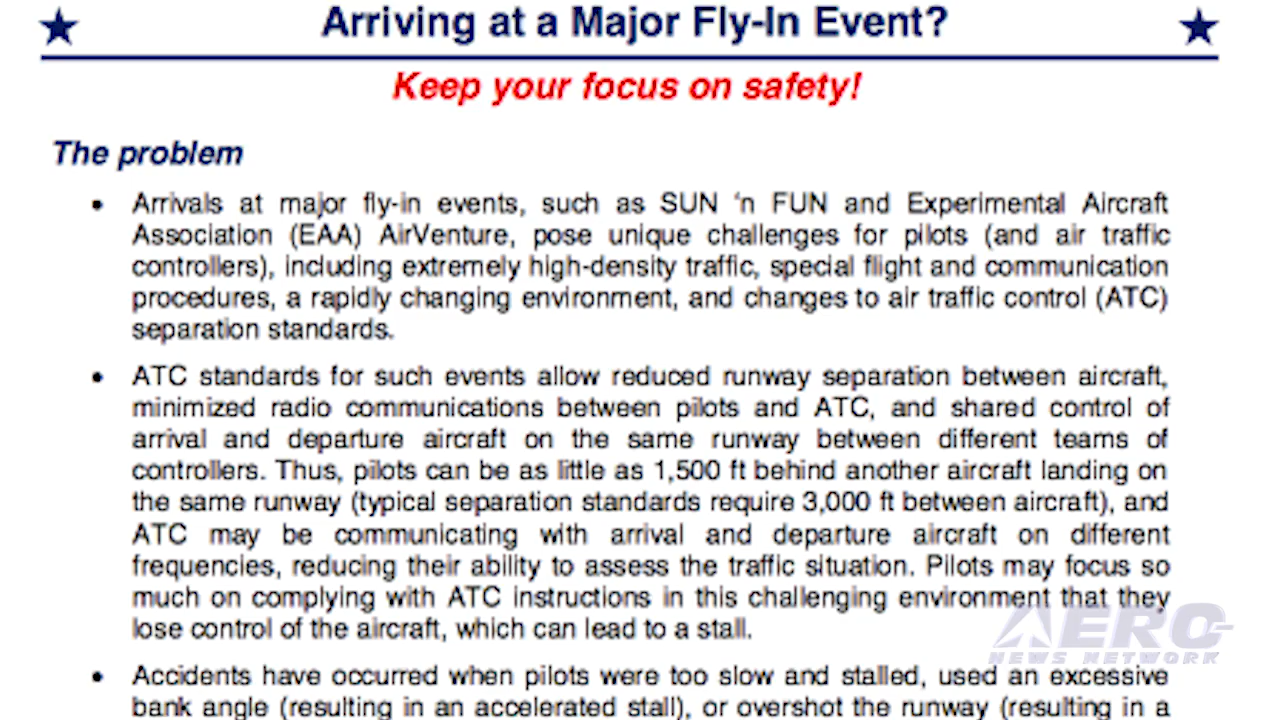 Arriving at a Major Fly-In Event?
Keep your focus on safety!
The problem
• Arrivals at major fly-in events, such as SUN 'n FUN and Experimental Aircraft
Association (EAA) AirVenture, pose unique challenges for pilots (and air traffic
controllers), including extremely high-density traffic, special flight and communication
procedures, a rapidly changing environment, and changes to air traffic control (ATC)
separation standards.
• ATC standards for such events allow reduced runway separation between aircraft,
minimized radio communications between pilots and ATC, and shared control of
arrival and departure aircraft on the same runway between different teams of
controllers. Thus, pilots can be as little as 1,500 ft behind another aircraft landing on
the same runway (typical separation standards require 3,000 ft between aircraft), and
ATC may be communicating with arrival and departure aircraft on different
frequencies, reducing their ability to assess the traffic situation. Pilots may focus so
much on complying with ATC instructions in this challenging environment that they
lose control of the aircraft, which can lead to a stall.
AERO
NEWS NETWORK
• Accidents have occurred when pilots were too slow and stalled, used an excessive
bank angle (resulting in an accelerated stall), or overshot the runway (resulting in a